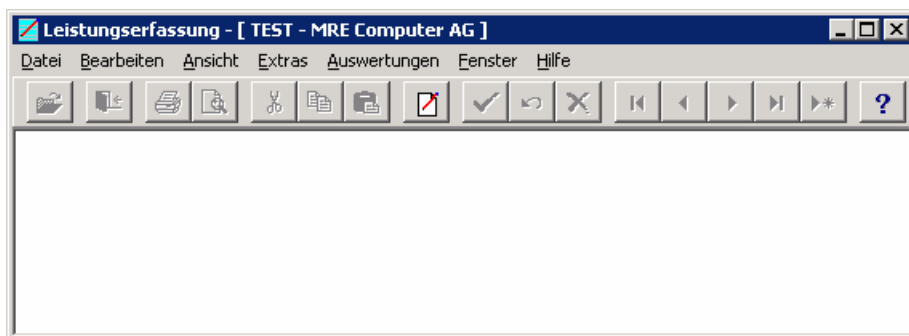 Leistungserfassung - [ TEST - MRE Computer AG ]
Datei Bearbeiten Ansicht Extras Auswertungen Fenster Hilfe
?